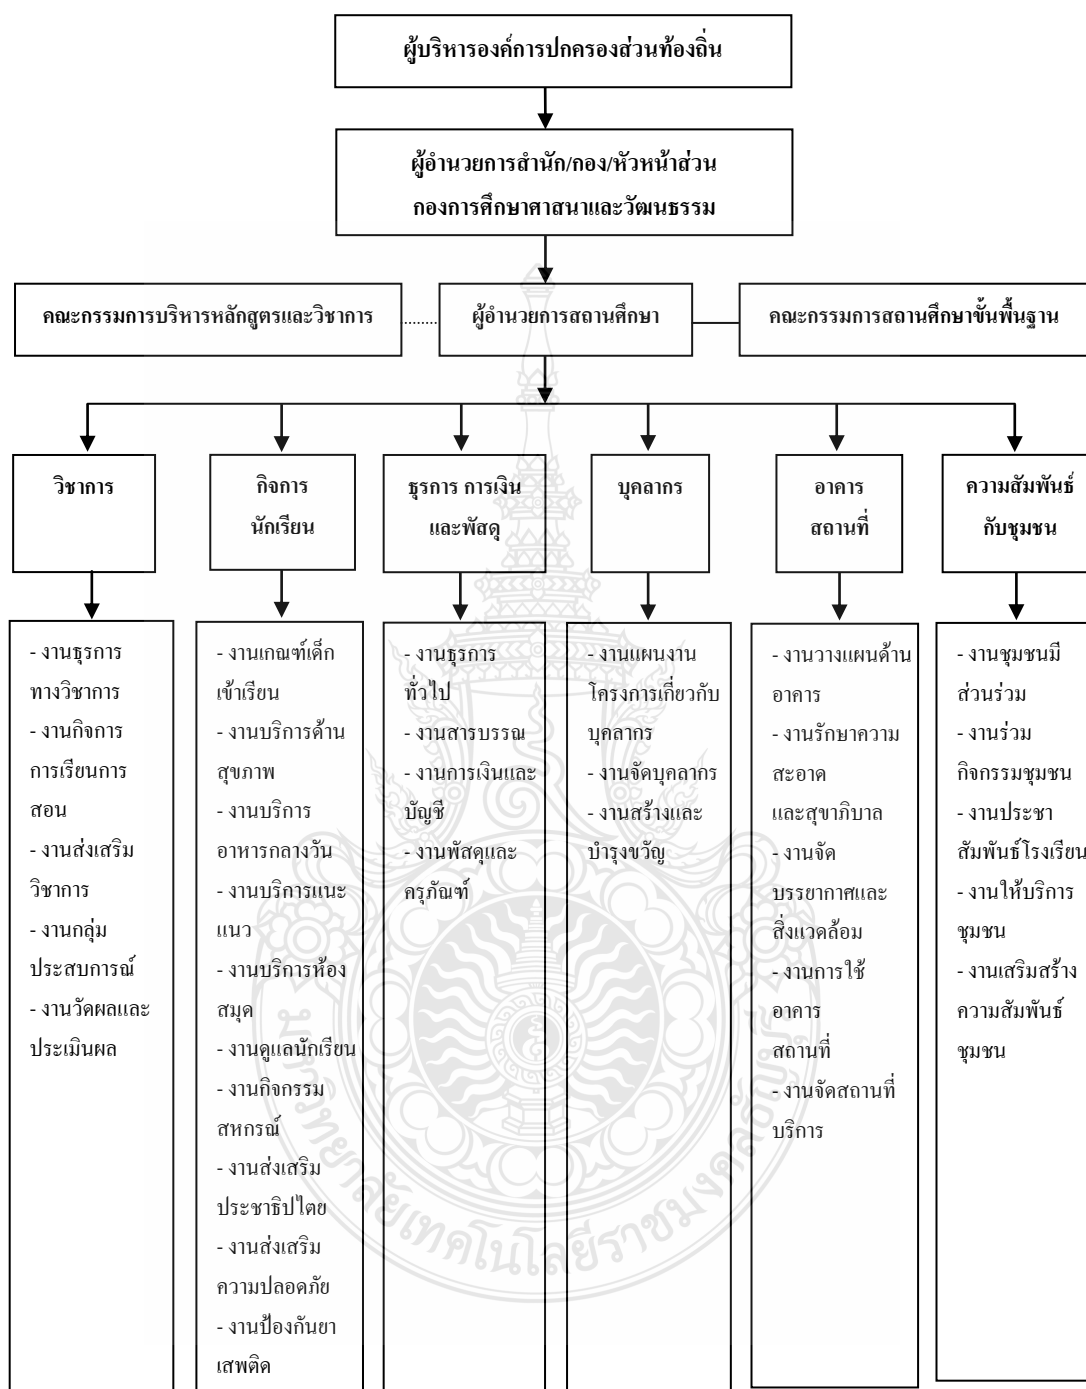 ผู้บริหารองค์การปกครองส่วนท้องถิ่น
ผู้อำนวยการสำนัก/กอง/หัวหน้าส่วน
กองการศึกษาศาสนาและวัฒนธรรม
คณะกรรมการบริหารหลักสูตรและวิชาการ
ผู้อำนวยการสถานศึกษา
คณะกรรมการสถานศึกษาขั้นพื้นฐาน
วิชาการ
กิจการ
นักเรียน
ธุรการ การเงิน
และพัสดุ
บุคลากร
อาคาร
สถานที่
ความสัมพันธ์
กับชุมชน
- งานธุรการ
ทางวิชาการ
- งานกิจการ
การเรียนการ
สอน
- งานส่งเสริม
วิชาการ
- งานกลุ่ม
ประสบการณ์
- งานวัดผลและ
ประเมินผล
- งานเกณฑ์เด็ก
เข้าเรียน
- งานบริการด้าน
สุขภาพ
- งานบริการ
อาหารกลางวัน
- งานบริการแนะ
แนว
- งานบริการห้อง
สมุด
- งานดูแลนักเรียน
- งานกิจกรรม
สหกรณ์
- งานส่งเสริม
ประชาธิปไตย
- งานส่งเสริม
ความปลอดภัย
- งานป้องกันยา
เสพติด
- งานธุรการ
ทั่วไป
- งานสารบรรณ
- งานการเงินและ
บัญชี
- งานพัสดุและ
ครุภัณฑ์
- งานแผนงาน
โครงการเกี่ยวกับ
บุคลากร
- งานจัดบุคลากร
- งานสร้างและ
บำรุงขวัญ
- งานวางแผนด้าน
อาคาร
- งานรักษาความ
สะอาด
และสุขาภิบาล
- งานจัด
บรรยากาศและ
สิ่งแวดล้อม
- งานการใช้
อาคาร
สถานที่
- งานจัดสถานที่
บริการ
- งานชุมชนมี
ส่วนร่วม
- งานร่วม
กิจกรรมชุมชน
- งานประชา
สัมพันธ์โรงเรียน
- งานให้บริการ
ชุมชน
- งานเสริมสร้าง
ความสัมพันธ์
ชุมชน
มหาวิทยาลัยเทคโนโลยีราชมงคลธัญบุรี